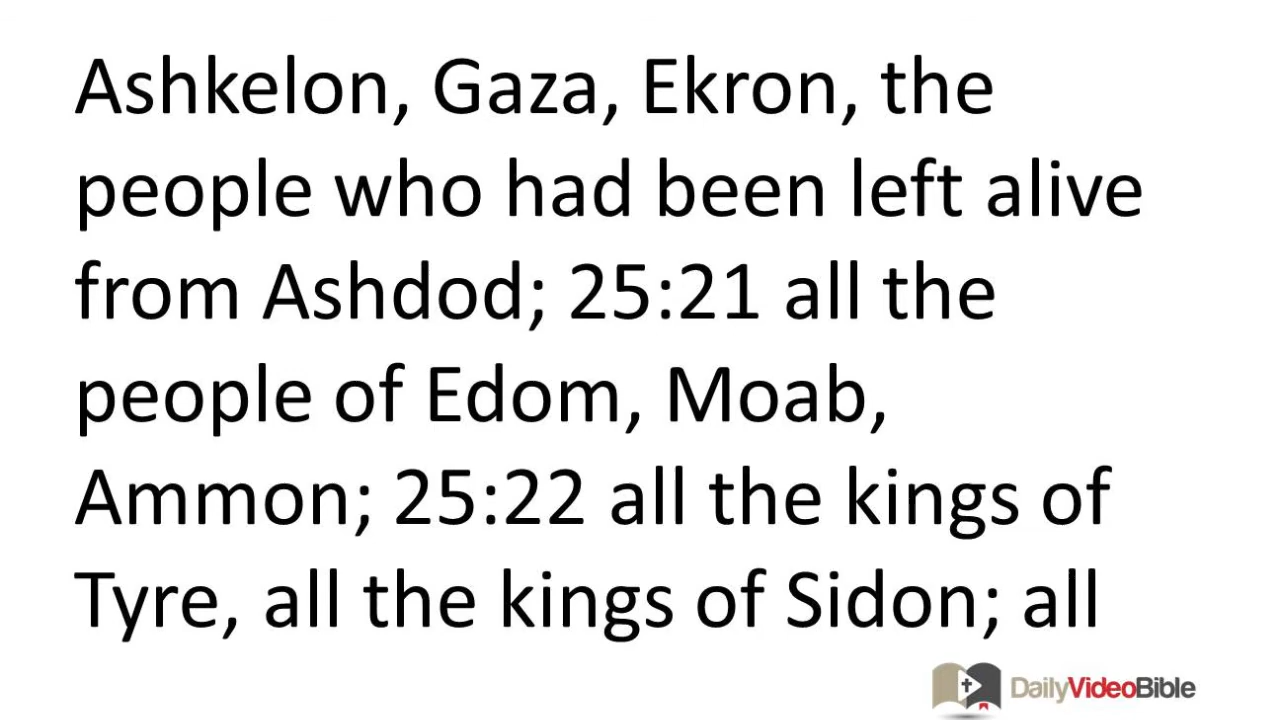 Ashkelon, Gaza, Ekron, the
people who had been left alive
from Ashdod; 25:21 all the
people of Edom, Moab,
Ammon; 25:22 all the kings of
Tyre, all the kings of Sidon; all
DailyVideoBible